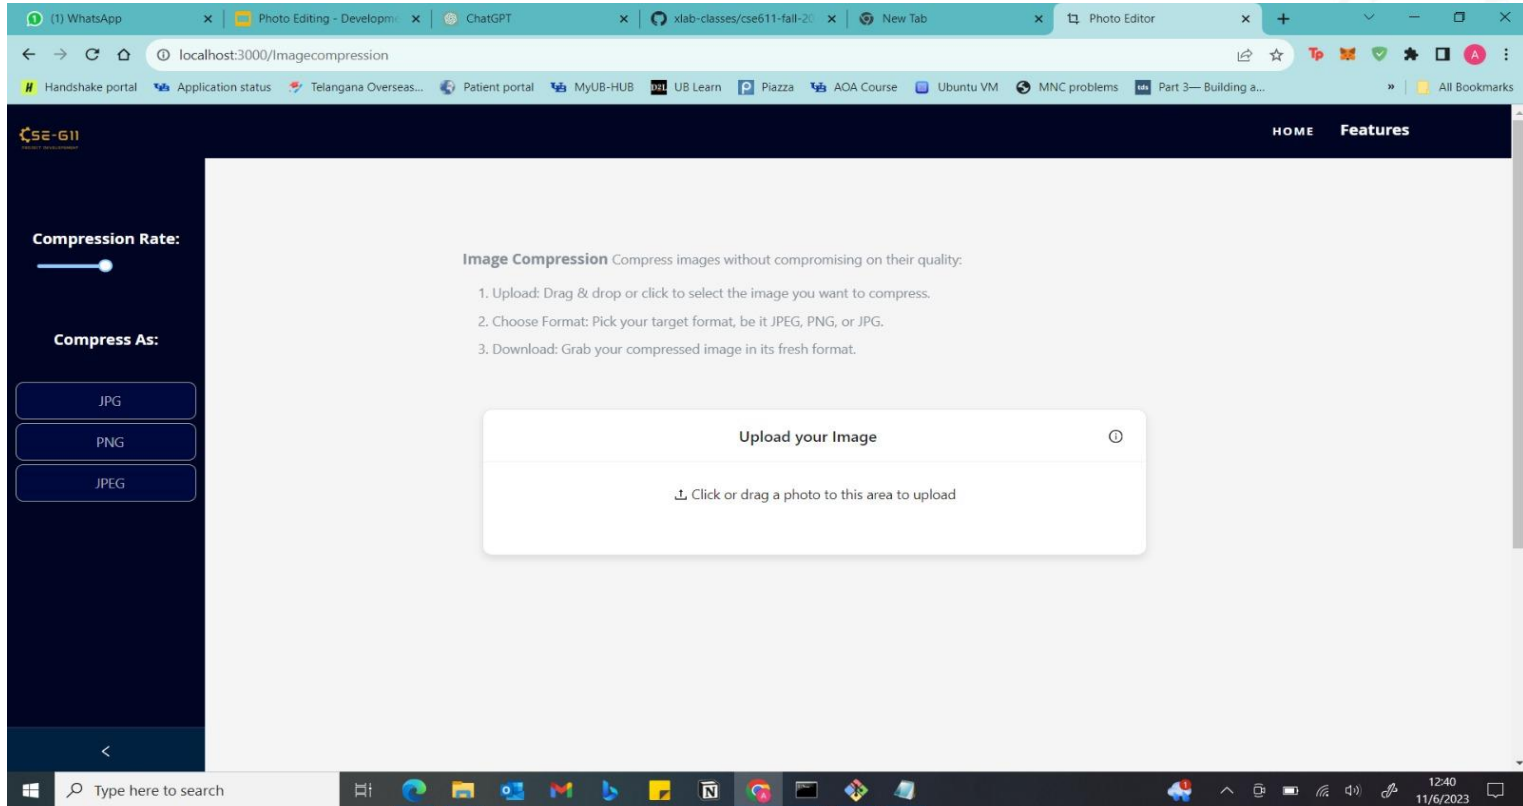 (1) WhatsApp
Photo Editing - Developme
ChatGPT
xlab-classes/cse611-fall-20
New Tab
Photo Editor
localhost:3000/Imagecompression
Handshake portal
Application status
Telangana Overseas...
Patient portal
MyUB-HUB
UB Learn
Piazza
AOA Course
Ubuntu VM
MNC problems
Part 3— Building a...
»
All Bookmarks
CSE-611
PROJECT DEVELOPMENT
HOME
Features
Compression Rate:
Compress As:
JPG
PNG
JPEG
Image Compression Compress images without compromising on their quality:
1. Upload: Drag & drop or click to select the image you want to compress.
2. Choose Format: Pick your target format, be it JPEG, PNG, or JPG.
3. Download: Grab your compressed image in its fresh format.
Upload your Image
Click or drag a photo to this area to upload
Type here to search
12:40
11/6/2023